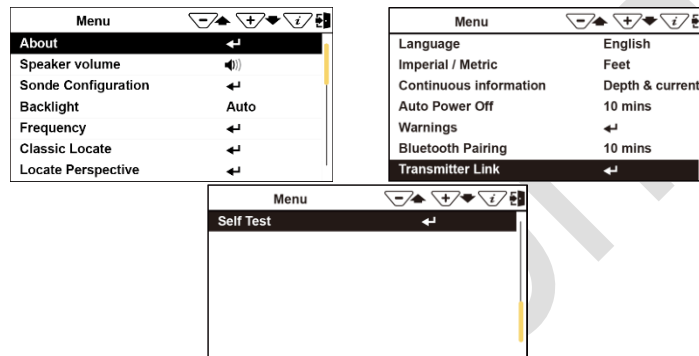 Menu - + i
About
Speaker volume
Sonde Configuration
Backlight Auto
Frequency
Classic Locate
Locate Perspective
Menu - + i
Language English
Imperial / Metric Feet
Continuous information Depth & current
Auto Power Off 10 mins
Warnings
Bluetooth Pairing 10 mins
Transmitter Link
Menu - + i
Self Test